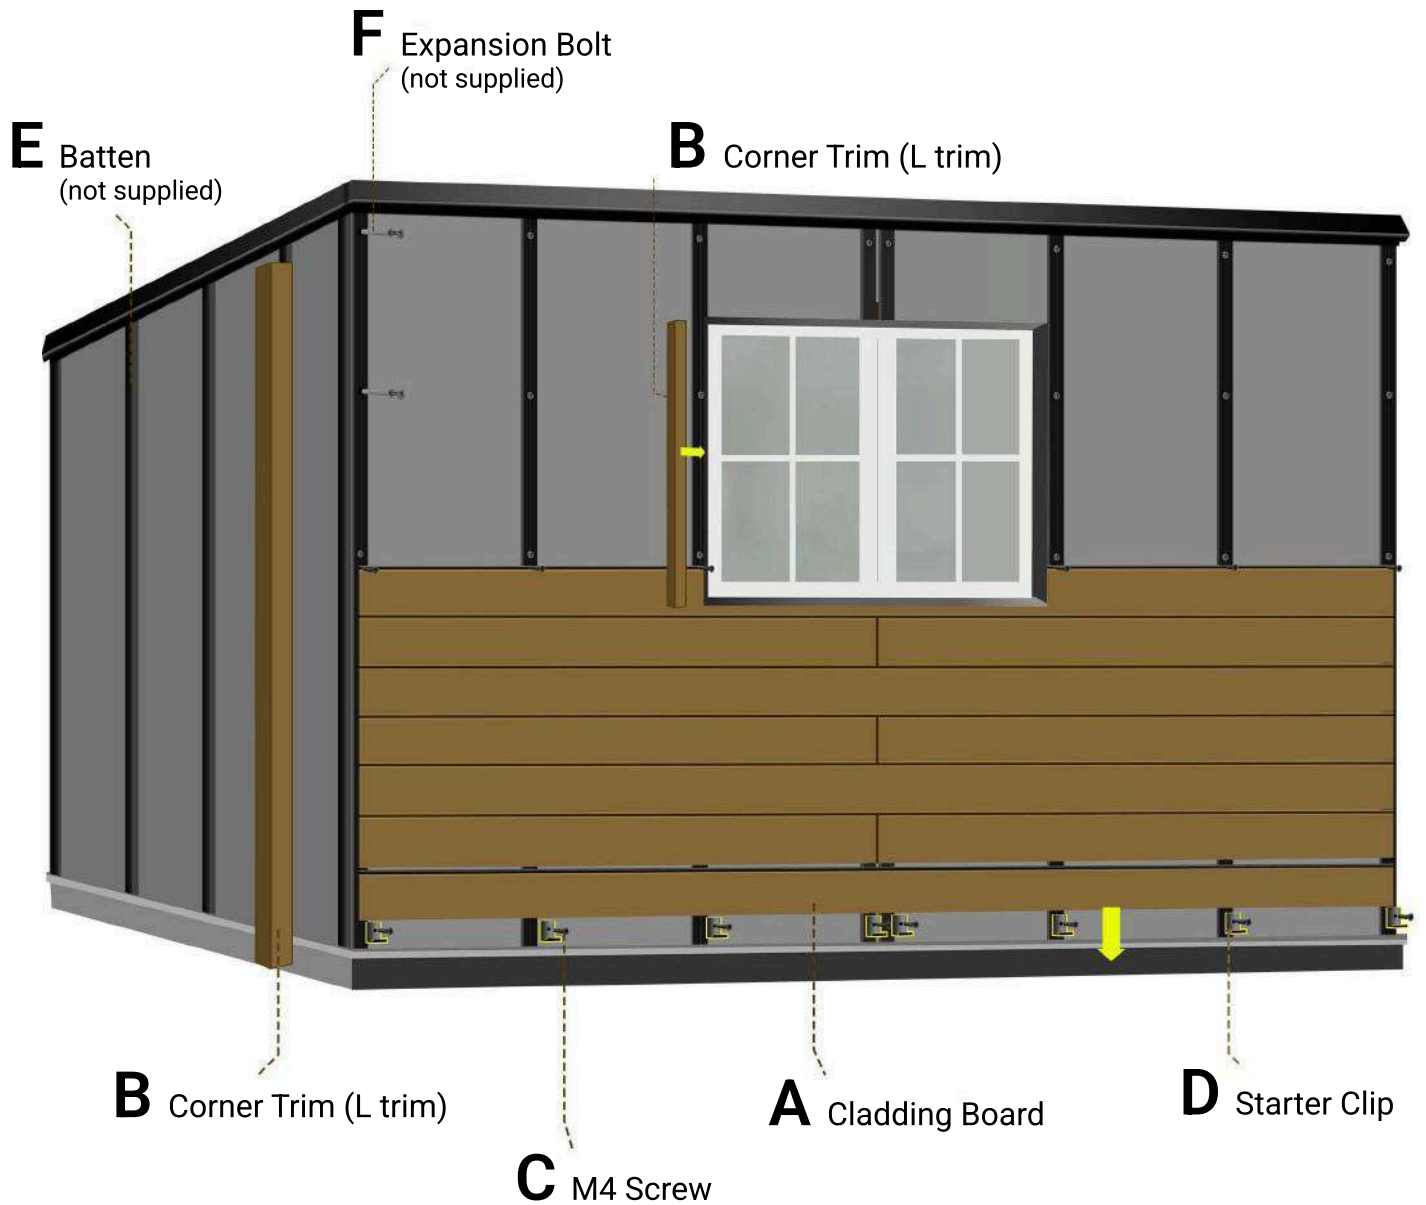 F Expansion Bolt
(not supplied)
E Batten
(not supplied)
B Corner Trim (L trim)
B Corner Trim (L trim)
A Cladding Board
D Starter Clip
C M4 Screw